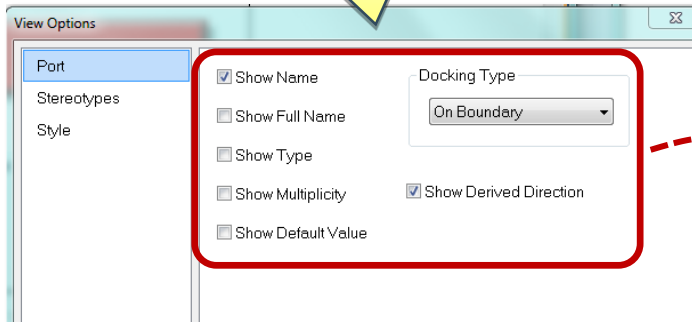 View Options
Port
Stereotypes
Style
Show Name
Show Full Name
Show Type
Show Multiplicity
Show Default Value
Docking Type
On Boundary
Show Derived Direction